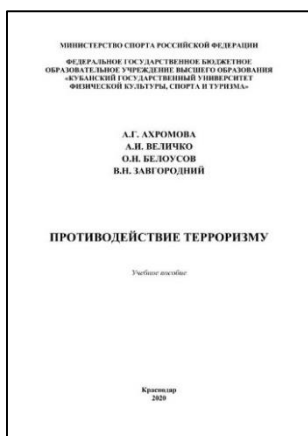 МИНИСТЕРСТВО СПОРТА РОССИЙСКОЙ ФЕДЕРАЦИИ
ФЕДЕРАЛЬНОЕ ГОСУДАРСТВЕННОЕ БЮДЖЕТНОЕ
ОБРАЗОВАТЕЛЬНОЕ УЧРЕЖДЕНИЕ ВЫСШЕГО ОБРАЗОВАНИЯ
«КУБАНСКИЙ ГОСУДАРСТВЕННЫЙ УНИВЕРСИТЕТ
ФИЗИЧЕСКОЙ КУЛЬТУРЫ, СПОРТА И ТУРИЗМА»
А.Г. АХРОМОВА
А.И. ВЕЛИЧКО
О.Н. БЕЛОУСОВ
В.Н. ЗАВГОРОДНИЙ
ПРОТИВОДЕЙСТВИЕ ТЕРРОРИЗМУ
Учебное пособие
Краснодар
2020